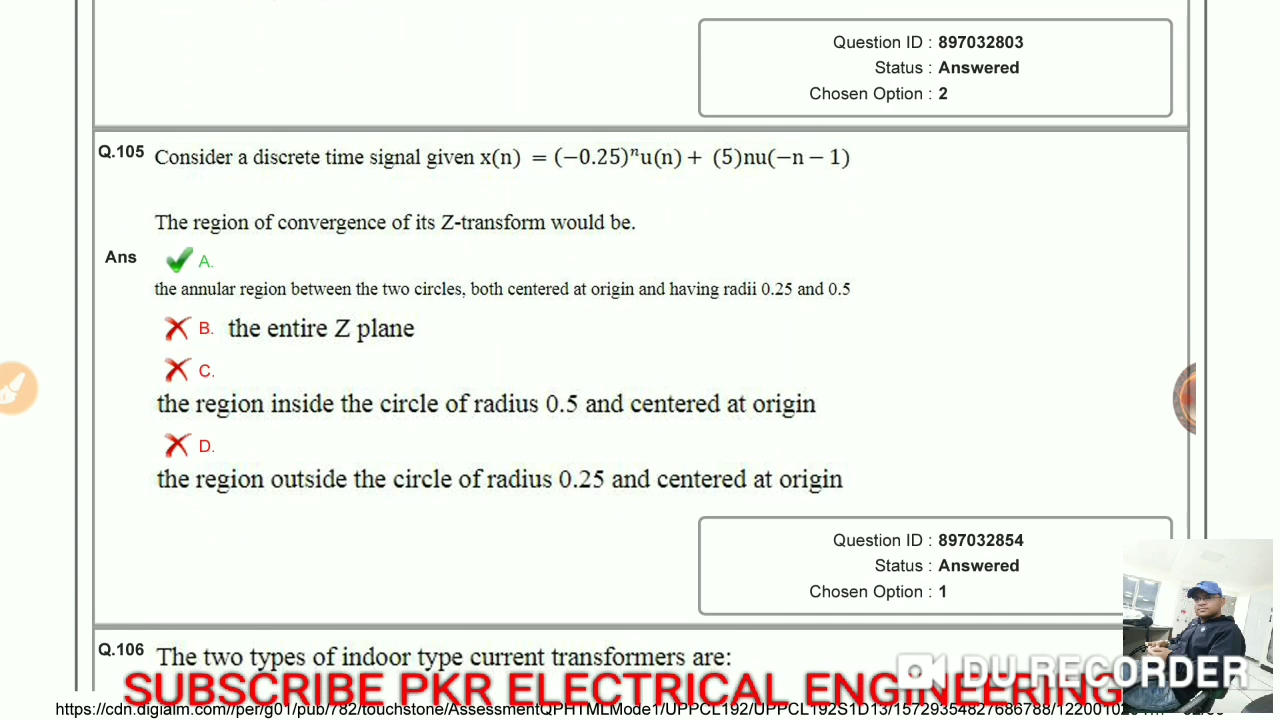 Question ID : 897032803
Status : Answered
Chosen Option : 2
Q.105 Consider a discrete time signal given x(n) = (−0.25)ⁿu(n) + (5)nu(−n − 1)
The region of convergence of its Z-transform would be.
Ans A.
the annular region between the two circles, both centered at origin and having radii 0.25 and 0.5
B. the entire Z plane
C.
the region inside the circle of radius 0.5 and centered at origin
D.
the region outside the circle of radius 0.25 and centered at origin
Question ID : 897032854
Status : Answered
Chosen Option : 1
Q.106 The two types of indoor type current transformers are:
DU RECORDER
SUBSCRIBE PKR ELECTRICAL ENGINEERING